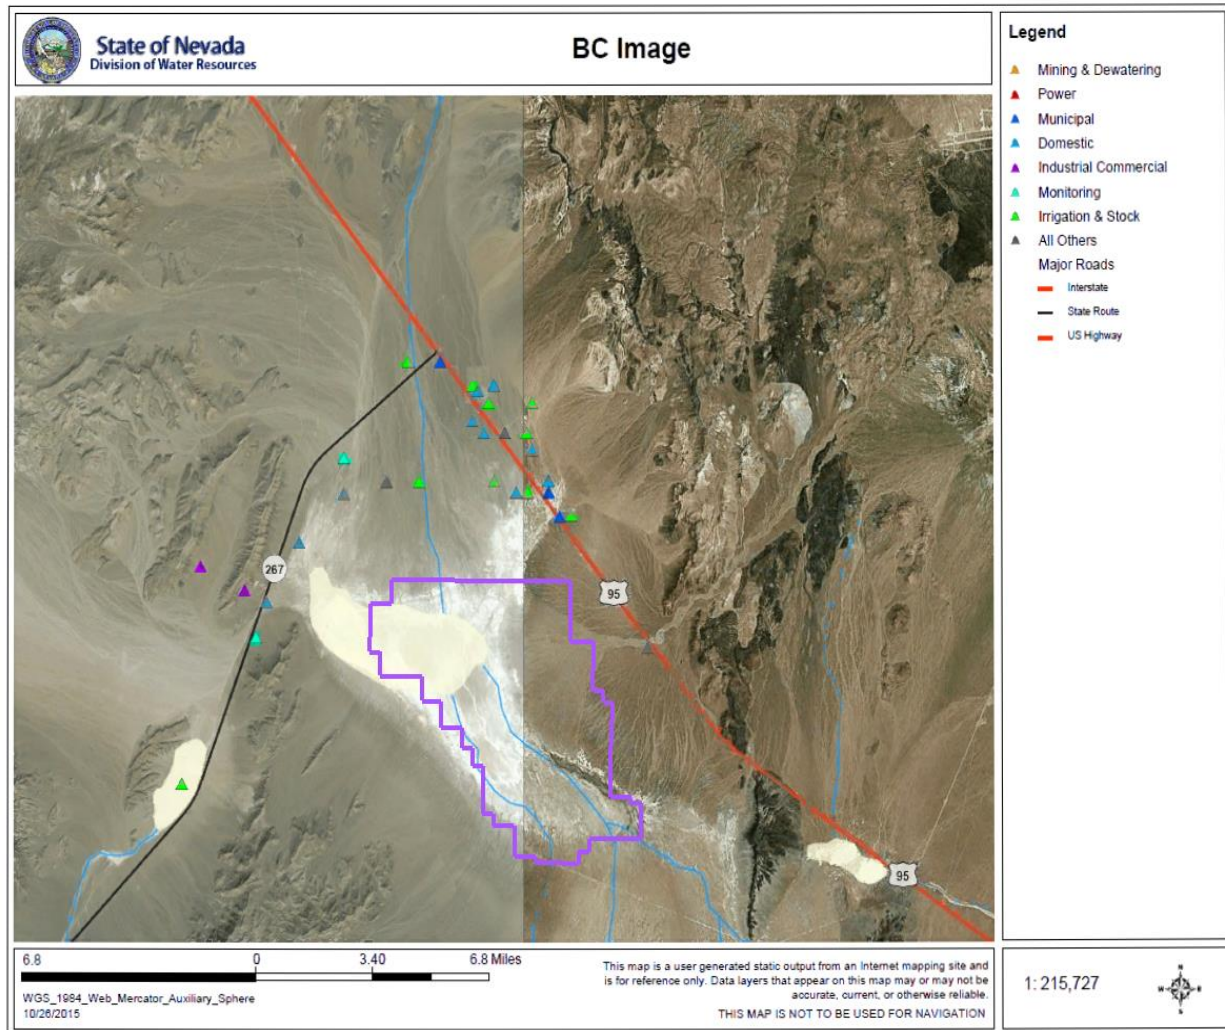 State of Nevada
Division of Water Resources
BC Image
Legend
Mining & Dewatering
Power
Municipal
Domestic
Industrial Commercial
Monitoring
Irrigation & Stock
All Others
Major Roads
Interstate
State Route
US Highway
267
95
95
6.8 0 3.40 6.8 Miles
WGS_1984_Web_Mercator_Auxiliary_Sphere
10/26/2015
This map is a user generated static output from an Internet mapping site and
is for reference only. Data layers that appear on this map may or may not be
accurate, current, or otherwise reliable.
THIS MAP IS NOT TO BE USED FOR NAVIGATION
1: 215,727